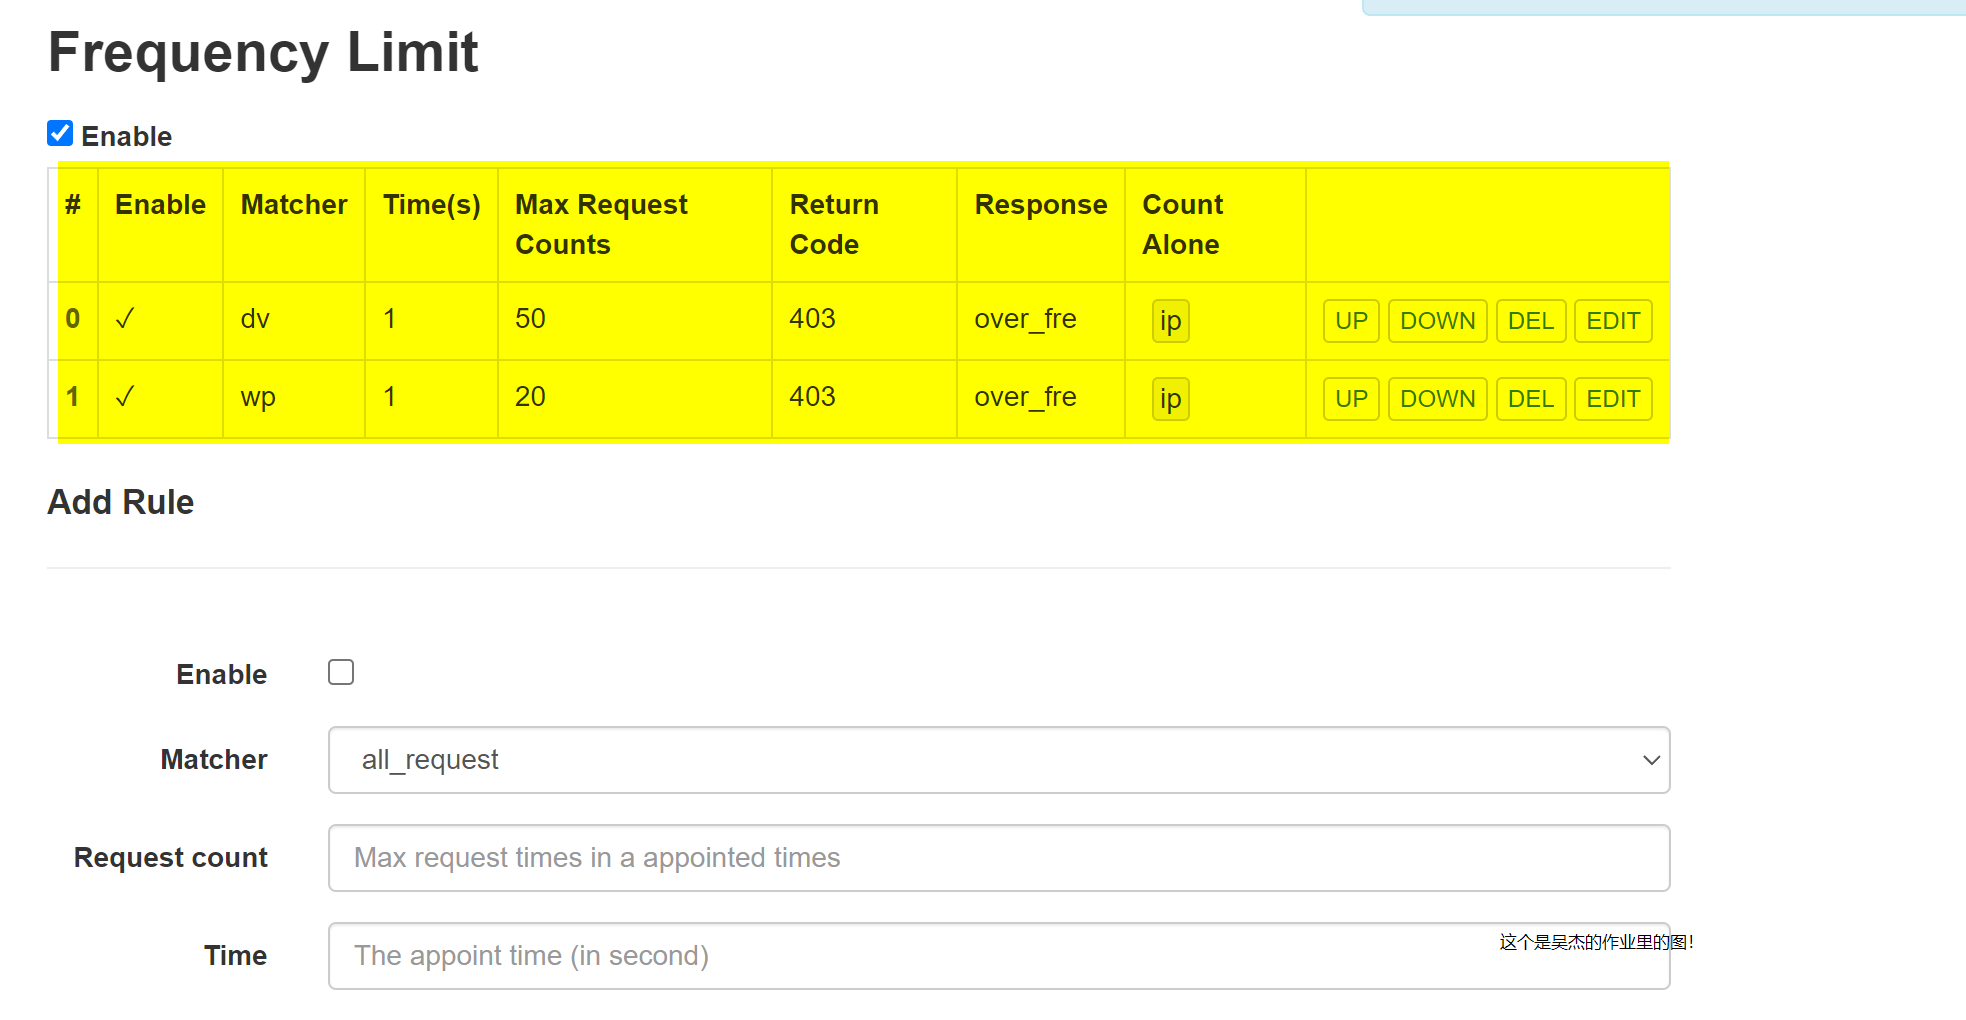 Frequency Limit
Enable
# Enable Matcher Time(s) Max Request Counts Return Code Response Count Alone
0 ✓ dv 1 50 403 over_fre ip UP DOWN DEL EDIT
1 ✓ wp 1 20 403 over_fre ip UP DOWN DEL EDIT
Add Rule
Enable
Matcher all_request
Request count Max request times in a appointed times
Time The appoint time (in second)
这个是吴杰的作业里的图!